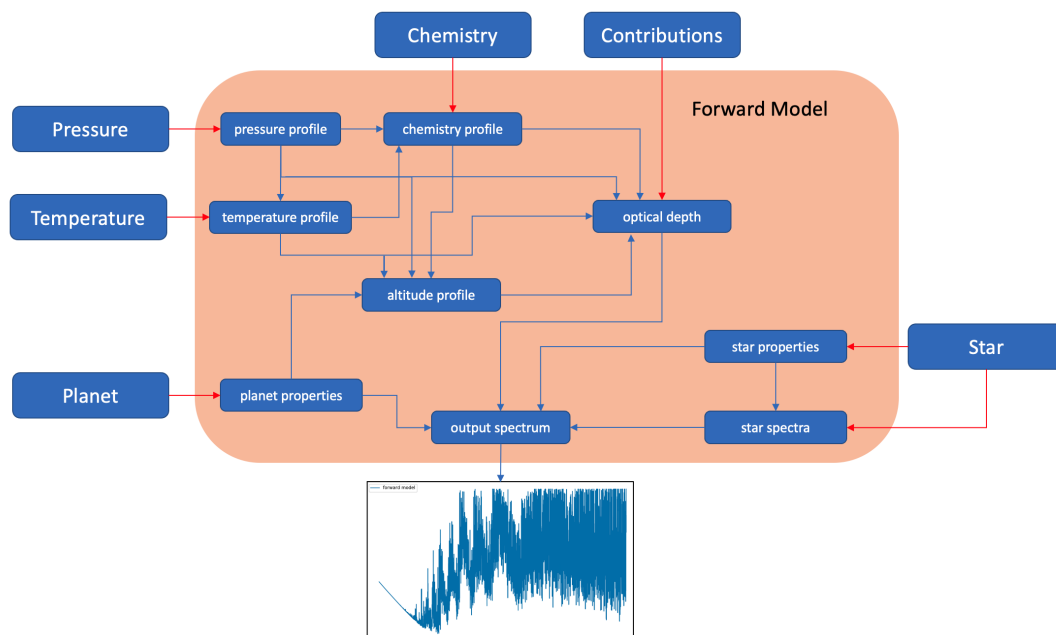 Chemistry
Contributions
Forward Model
Pressure
pressure profile
chemistry profile
Temperature
temperature profile
optical depth
altitude profile
star properties
Star
Planet
planet properties
output spectrum
star spectra
forward model